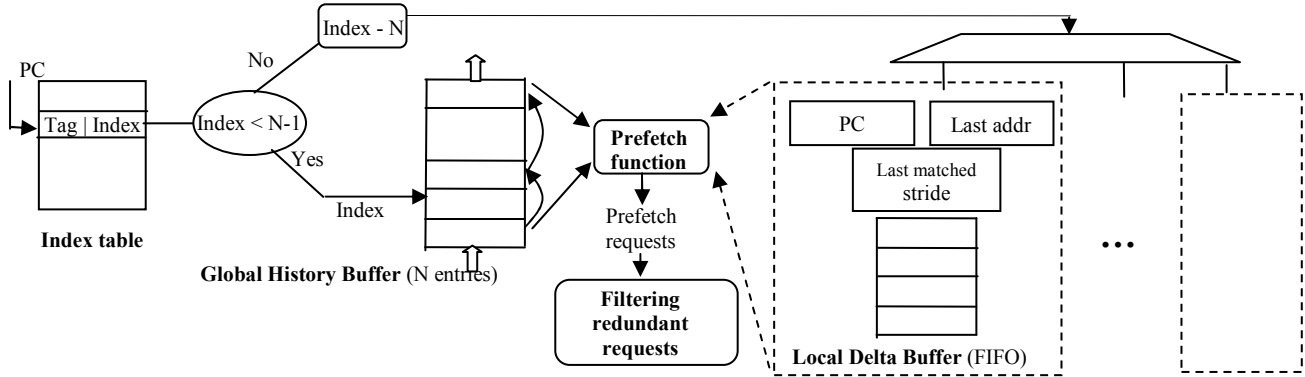 Index - N
No
PC
Tag | Index
Index < N-1
Yes
Index
Index table
Global History Buffer (N entries)
Prefetch
function
Prefetch
requests
Filtering
redundant
requests
PC
Last addr
Last matched
stride
...
Local Delta Buffer (FIFO)